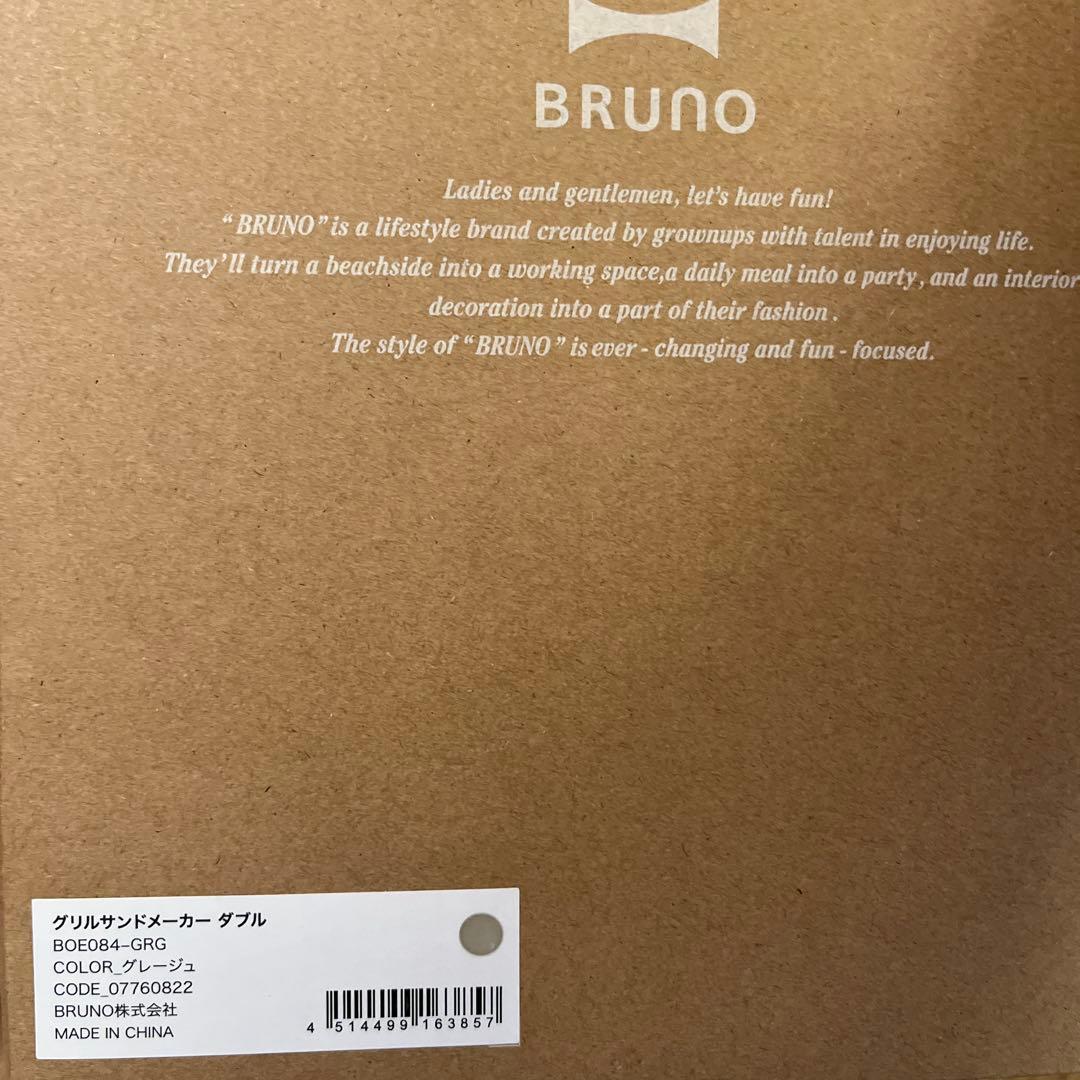 BRUNO
Ladies and gentlemen, let's have fun!
“BRUNO” is a lifestyle brand created by grownups with talent in enjoying life.
They'll turn a beachside into a working space,a daily meal into a party, and an interior
decoration into a part of their fashion.
The style of “BRUNO” is ever-changing and fun-focused.
グリルサンドメーカー ダブル
BOE084-GRG
COLOR_グレージュ
CODE_07760822
BRUNO株式会社
MADE IN CHINA
4 514499 163857